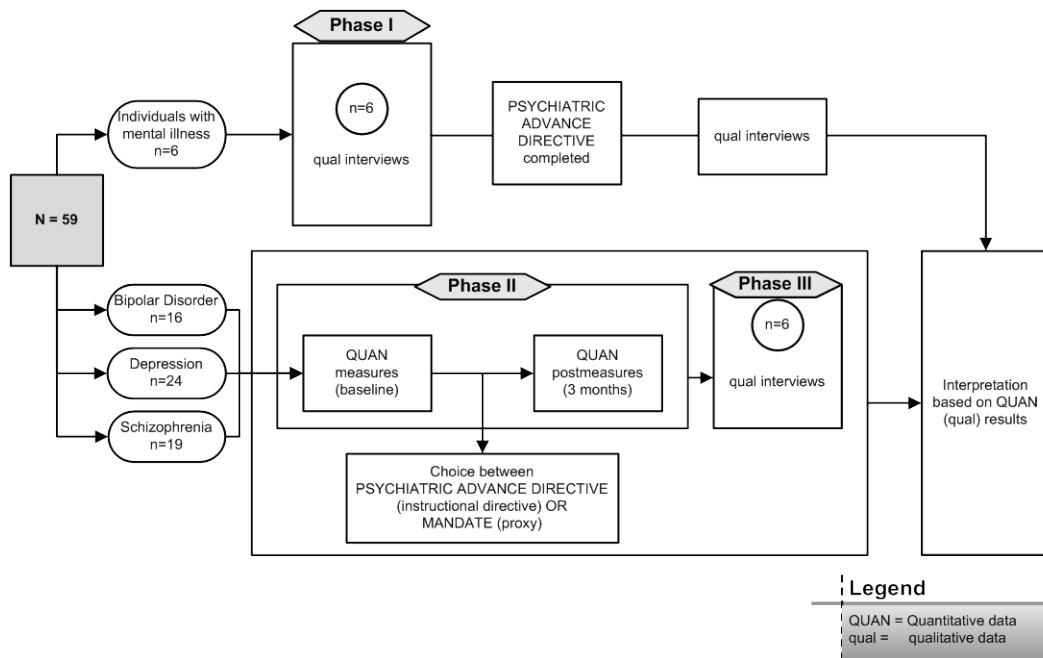 Phase I
n=6
qual interviews
Individuals with
mental illness
n=6
PSYCHIATRIC
ADVANCE
DIRECTIVE
completed
qual interviews
N = 59
Bipolar Disorder
n=16
Depression
n=24
Schizophrenia
n=19
Phase II
QUAN
measures
(baseline)
QUAN
postmeasures
(3 months)
Choice between
PSYCHIATRIC ADVANCE DIRECTIVE
(instructional directive) OR
MANDATE (proxy)
Phase III
n=6
qual interviews
Interpretation
based on QUAN
(qual) results
Legend
QUAN = Quantitative data
qual = qualitative data